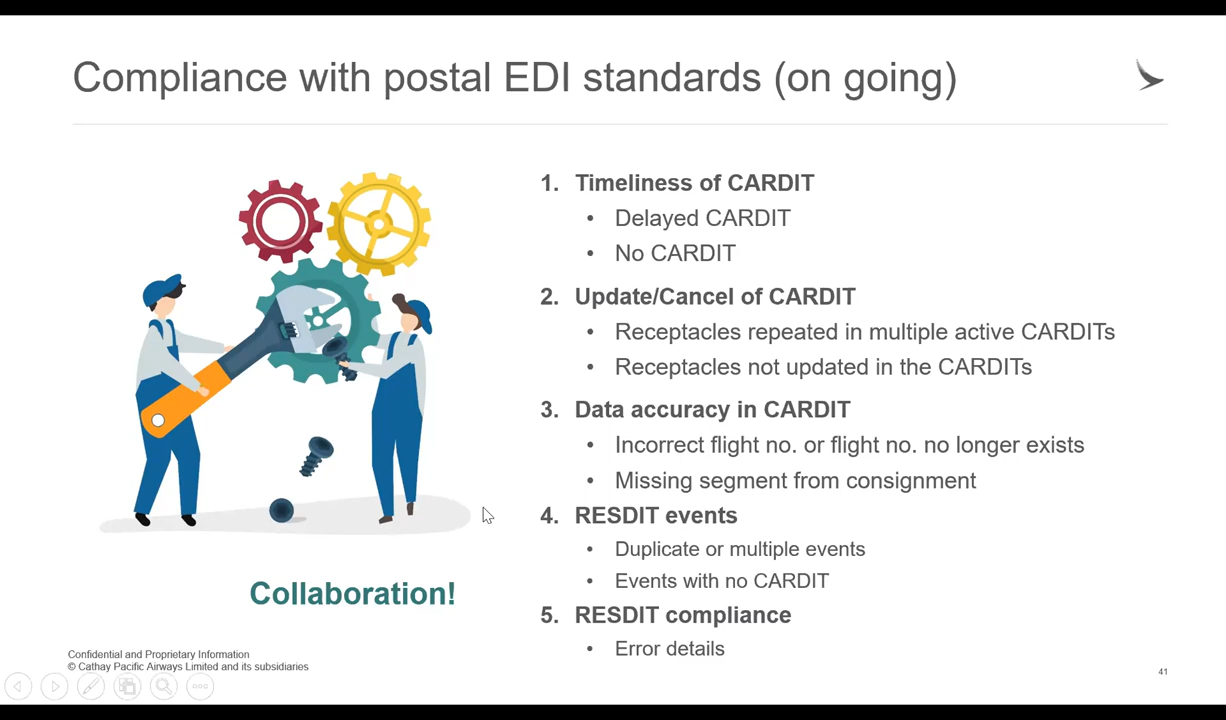 Compliance with postal EDI standards (on going)
1. Timeliness of CARDIT
• Delayed CARDIT
• No CARDIT
2. Update/Cancel of CARDIT
• Receptacles repeated in multiple active CARDITs
• Receptacles not updated in the CARDITs
3. Data accuracy in CARDIT
• Incorrect flight no. or flight no. no longer exists
• Missing segment from consignment
4. RESDIT events
• Duplicate or multiple events
• Events with no CARDIT
5. RESDIT compliance
• Error details
Collaboration!
Confidential and Proprietary Information
© Cathay Pacific Airways Limited and its subsidiaries
41